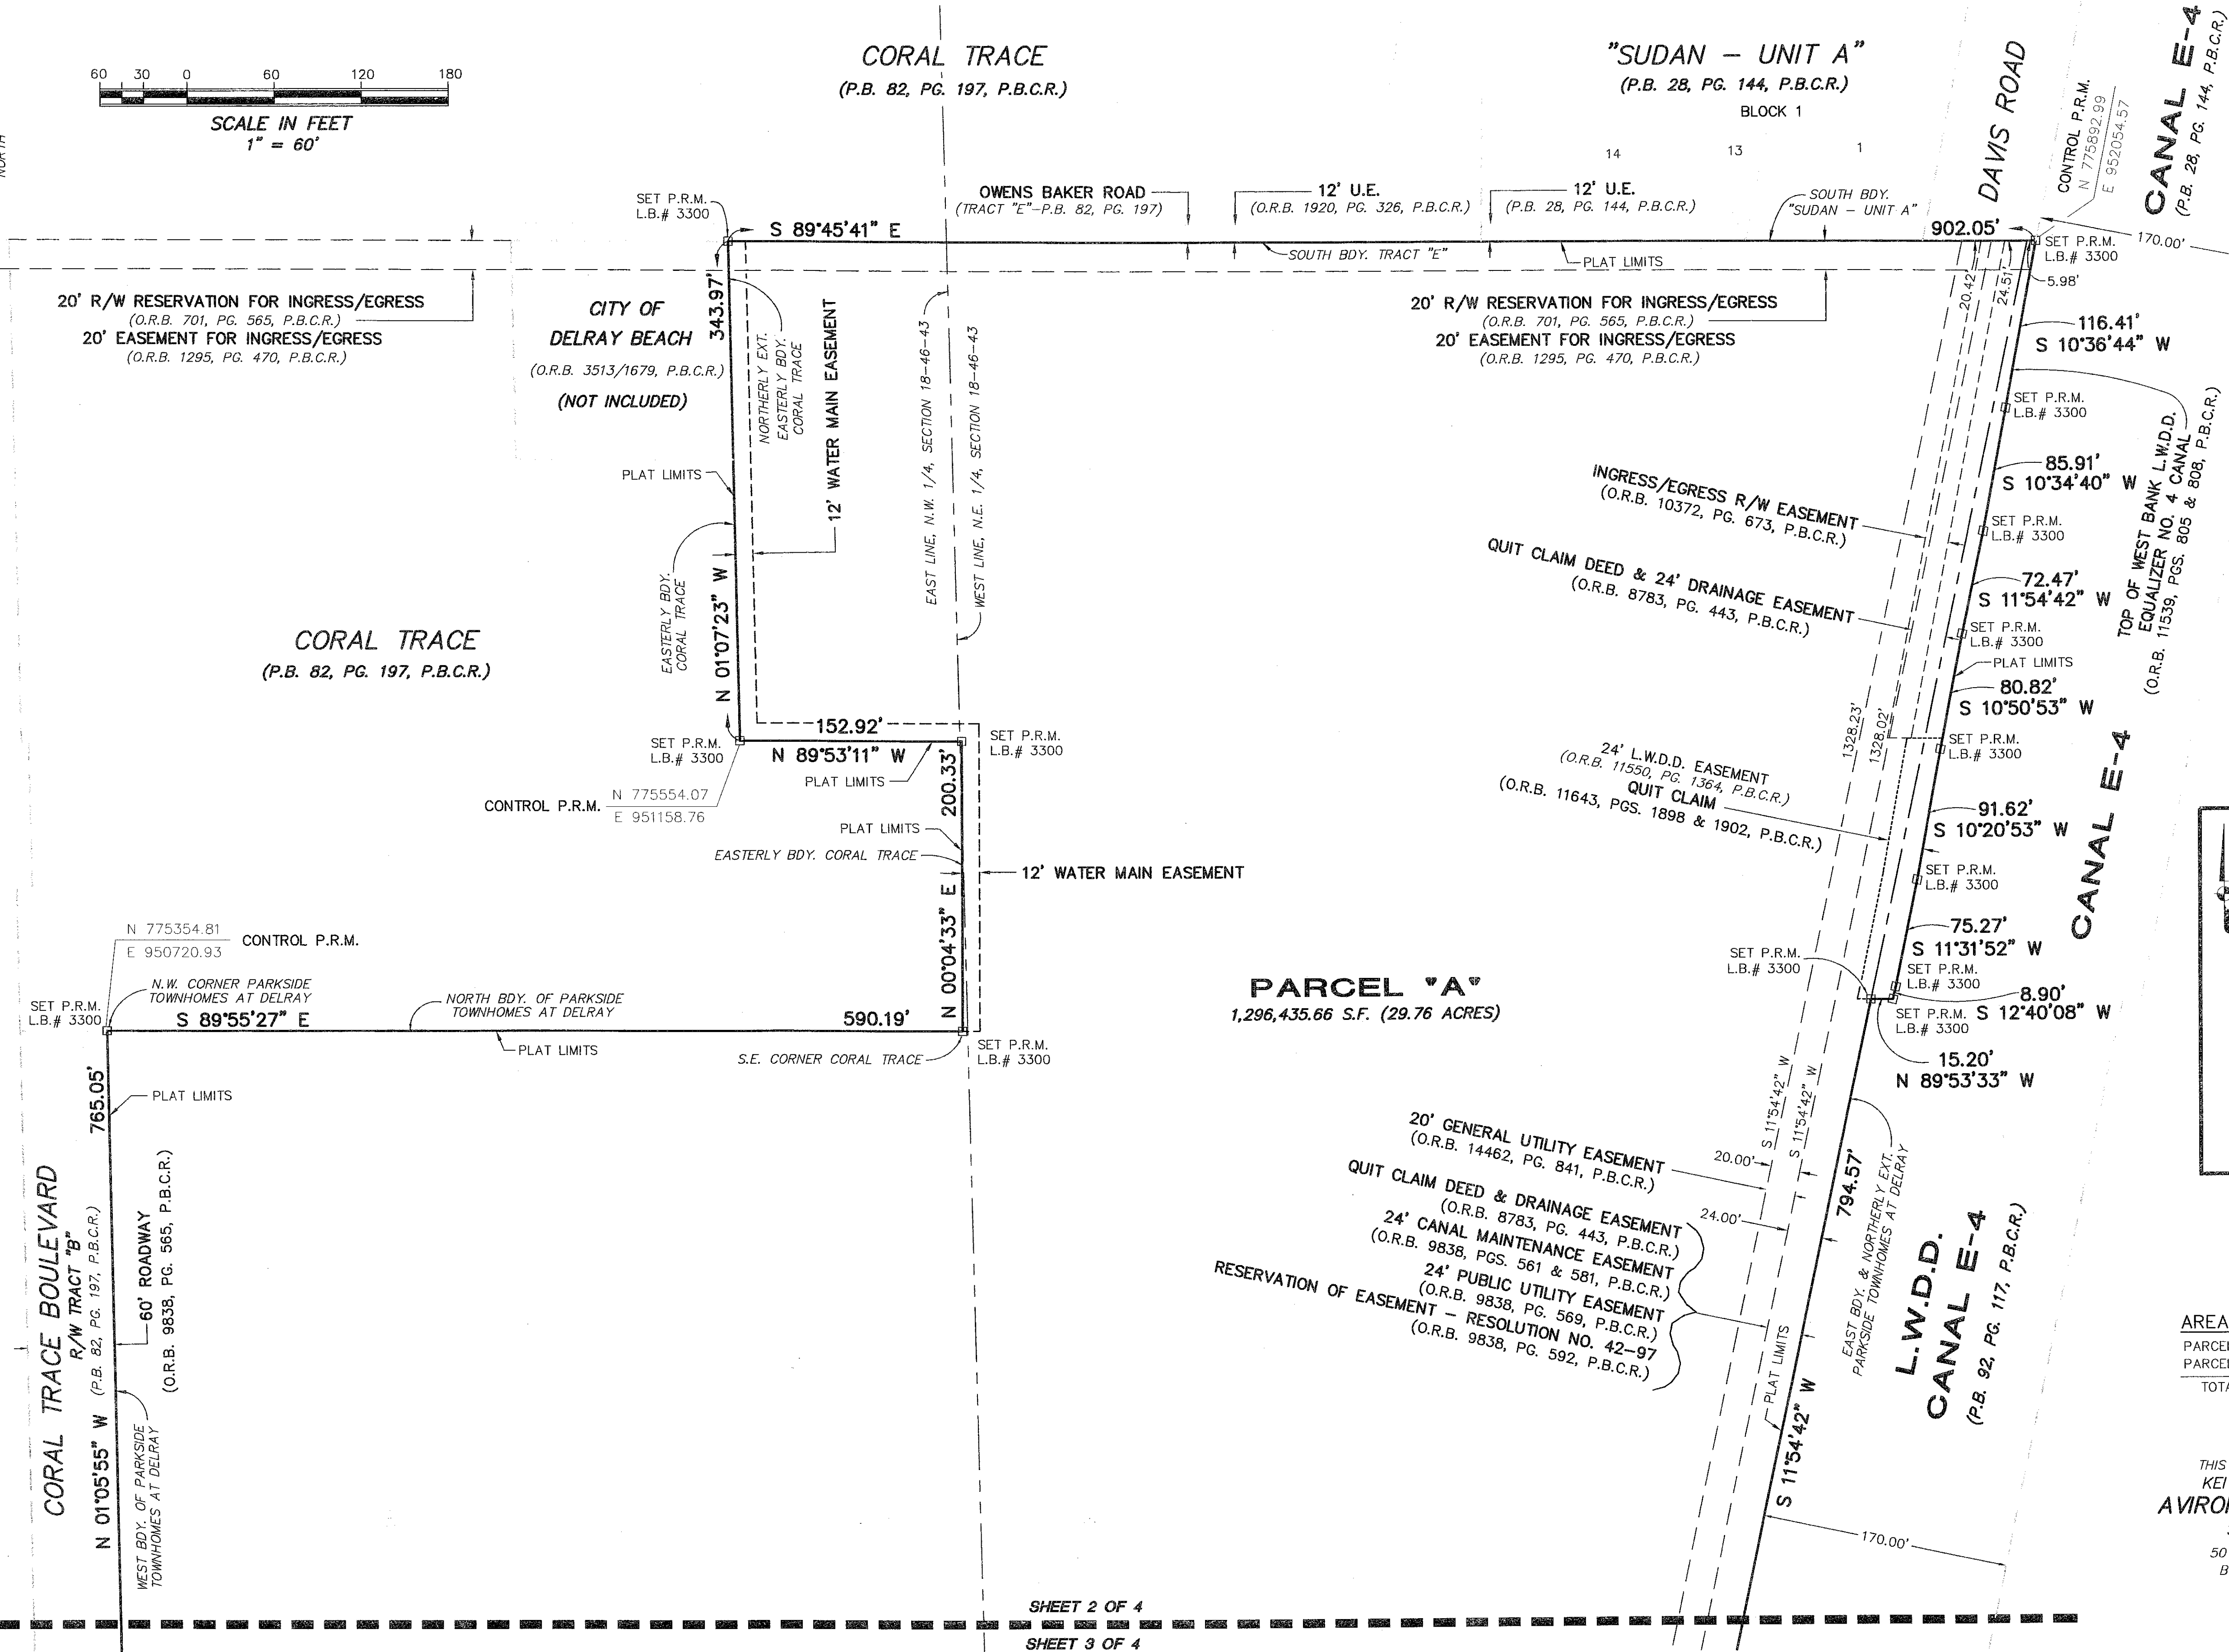 NORTH
60 30 0 60 120 180
SCALE IN FEET
1" = 60'
CORAL TRACE
(P.B. 82, PG. 197, P.B.C.R.)
"SUDAN – UNIT A"
(P.B. 28, PG. 144, P.B.C.R.)
BLOCK 1
14 13 1
DAVIS ROAD
CONTROL P.R.M.
N 775892.99
E 952054.57
CANAL E-4
(P.B. 28, PG. 144, P.B.C.R.)
SET P.R.M.
L.B.# 3300
OWENS BAKER ROAD
(TRACT "E"–P.B. 82, PG. 197)
12' U.E.
(O.R.B. 1920, PG. 326, P.B.C.R.)
12' U.E.
(P.B. 28, PG. 144, P.B.C.R.)
SOUTH BDY.
"SUDAN – UNIT A"
S 89°45'41" E
902.05'
SOUTH BDY. TRACT "E"
PLAT LIMITS
SET P.R.M.
L.B.# 3300
170.00'
5.98'
20.42'
24.51'
20' R/W RESERVATION FOR INGRESS/EGRESS
(O.R.B. 701, PG. 565, P.B.C.R.)
20' EASEMENT FOR INGRESS/EGRESS
(O.R.B. 1295, PG. 470, P.B.C.R.)
CITY OF
DELRAY BEACH
(O.R.B. 3513/1679, P.B.C.R.)
(NOT INCLUDED)
343.97'
NORTHERLY EXT.
EASTERLY BDY.
CORAL TRACE
12' WATER MAIN EASEMENT
EAST LINE, N.W. 1/4, SECTION 18-46-43
WEST LINE, N.E. 1/4, SECTION 18-46-43
20' R/W RESERVATION FOR INGRESS/EGRESS
(O.R.B. 701, PG. 565, P.B.C.R.)
20' EASEMENT FOR INGRESS/EGRESS
(O.R.B. 1295, PG. 470, P.B.C.R.)
116.41'
S 10°36'44" W
SET P.R.M.
L.B.# 3300
85.91'
S 10°34'40" W
SET P.R.M.
L.B.# 3300
TOP OF WEST BANK L.W.D.D.
EQUALIZER NO. 4 CANAL
(O.R.B. 11539, PGS. 805 & 808, P.B.C.R.)
PLAT LIMITS
EASTERLY BDY.
CORAL TRACE
N 01°07'23" W
INGRESS/EGRESS R/W EASEMENT
(O.R.B. 10372, PG. 673, P.B.C.R.)
QUIT CLAIM DEED & 24' DRAINAGE EASEMENT
(O.R.B. 8783, PG. 443, P.B.C.R.)
72.47'
S 11°54'42" W
SET P.R.M.
L.B.# 3300
PLAT LIMITS
80.82'
S 10°50'53" W
SET P.R.M.
L.B.# 3300
CORAL TRACE
(P.B. 82, PG. 197, P.B.C.R.)
SET P.R.M.
L.B.# 3300
152.92'
N 89°53'11" W
PLAT LIMITS
SET P.R.M.
L.B.# 3300
CONTROL P.R.M.
N 775554.07
E 951158.76
200.33'
PLAT LIMITS
EASTERLY BDY. CORAL TRACE
12' WATER MAIN EASEMENT
N 00°04'33" E
1328.23'
1328.02'
24' L.W.D.D. EASEMENT
(O.R.B. 11550, PG. 1364, P.B.C.R.)
QUIT CLAIM
(O.R.B. 11643, PGS. 1898 & 1902, P.B.C.R.)
91.62'
S 10°20'53" W
CANAL E-4
SET P.R.M.
L.B.# 3300
75.27'
S 11°31'52" W
SET P.R.M.
L.B.# 3300
SET P.R.M.
L.B.# 3300
8.90'
S 12°40'08" W
SET P.R.M.
L.B.# 3300
15.20'
N 89°53'33" W
N 775354.81
E 950720.93
CONTROL P.R.M.
N.W. CORNER PARKSIDE
TOWNHOMES AT DELRAY
SET P.R.M.
L.B.# 3300
S 89°55'27" E
NORTH BDY. OF PARKSIDE
TOWNHOMES AT DELRAY
590.19'
PLAT LIMITS
S.E. CORNER CORAL TRACE
SET P.R.M.
L.B.# 3300
PARCEL "A"
1,296,435.66 S.F. (29.76 ACRES)
765.05'
PLAT LIMITS
CORAL TRACE BOULEVARD
R/W TRACT "B"
(P.B. 82, PG. 197, P.B.C.R.)
N 01°05'55" W
60' ROADWAY
(O.R.B. 9838, PG. 565, P.B.C.R.)
WEST BDY. OF PARKSIDE
TOWNHOMES AT DELRAY
S 11°54'42" W
S 11°54'42" W
20' GENERAL UTILITY EASEMENT
(O.R.B. 14462, PG. 841, P.B.C.R.)
20.00'
QUIT CLAIM DEED & DRAINAGE EASEMENT
(O.R.B. 8783, PG. 443, P.B.C.R.)
24' CANAL MAINTENANCE EASEMENT
(O.R.B. 9838, PGS. 561 & 581, P.B.C.R.)
24' PUBLIC UTILITY EASEMENT
(O.R.B. 9838, PG. 569, P.B.C.R.)
RESERVATION OF EASEMENT – RESOLUTION NO. 42–97
(O.R.B. 9838, PG. 592, P.B.C.R.)
24.00'
794.57'
EAST BDY. & NORTHERLY EXT.
PARKSIDE TOWNHOMES AT DELRAY
L.W.D.D.
CANAL E-4
(P.B. 92, PG. 117, P.B.C.R.)
PLAT LIMITS
S 11°54'42" W
170.00'
AREA
PARCEL
PARCEL
TOTA
THIS
KEI
AVIRO
50
B
SHEET 2 OF 4
SHEET 3 OF 4